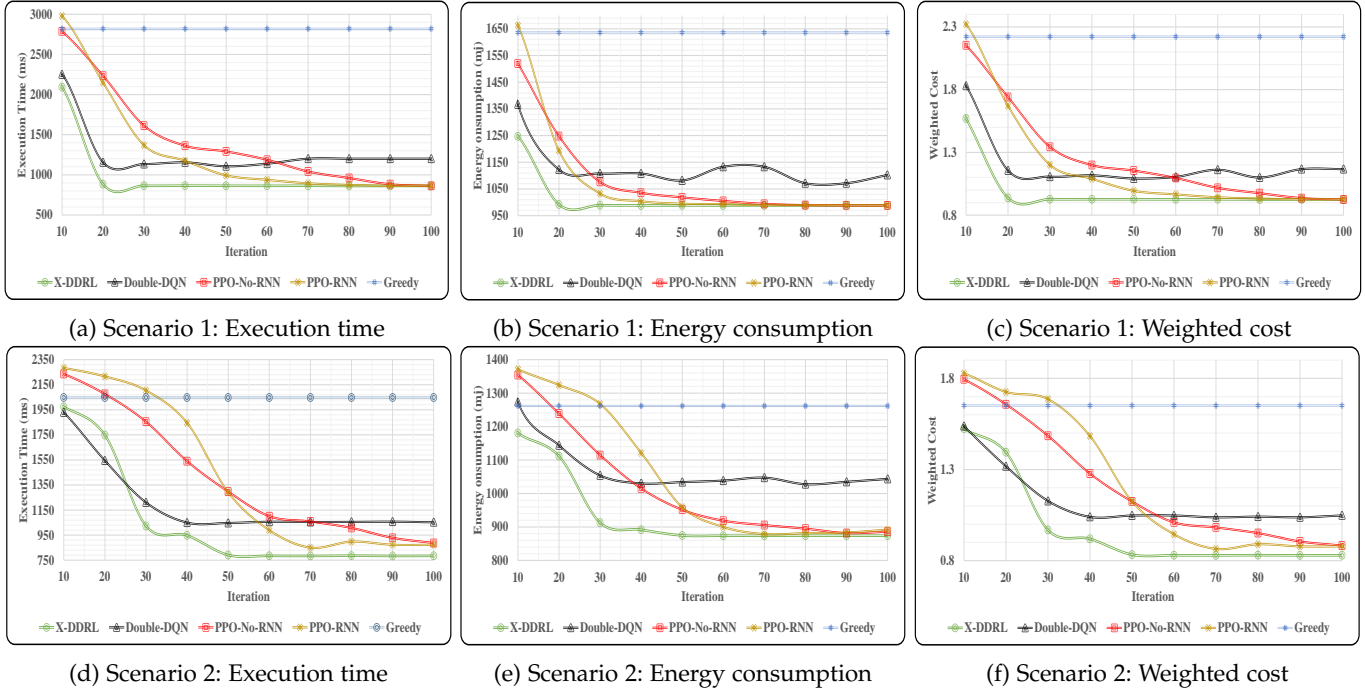 3000
2500
2000
1500
1000
500
Execution Time (ms)
10 20 30 40 50 60 70 80 90 100
Iteration
X-DDRL Double-DQN PPO-No-RNN PPO-RNN Greedy
(a) Scenario 1: Execution time
1650
1550
1450
1350
1250
1150
1050
950
Energy onsumption (mj)
10 20 30 40 50 60 70 80 90 100
Iteration
X-DDRL Double-DQN PPO-No-RNN PPO-RNN Greedy
(b) Scenario 1: Energy consumption
2.3
1.8
1.3
0.8
Weighted Cost
10 20 30 40 50 60 70 80 90 100
Iteration
X-DDRL Double-DQN PPO-No-RNN PPO-RNN Greedy
(c) Scenario 1: Weighted cost
2350
2150
1950
1750
1550
1350
1150
950
750
Execution Time (ms)
10 20 30 40 50 60 70 80 90 100
Iteration
X-DDRL Double-DQN PPO-No-RNN PPO-RNN Greedy
(d) Scenario 2: Execution time
1400
1300
1200
1100
1000
900
800
Energy onsumption (mj)
10 20 30 40 50 60 70 80 90 100
Iteration
X-DDRL Double-DQN PPO-No-RNN PPO-RNN Greedy
(e) Scenario 2: Energy consumption
1.8
1.3
0.8
Weighted Cost
10 20 30 40 50 60 70 80 90 100
Iteration
X-DDRL Double-DQN PPO-No-RNN PPO-RNN Greedy
(f) Scenario 2: Weighted cost